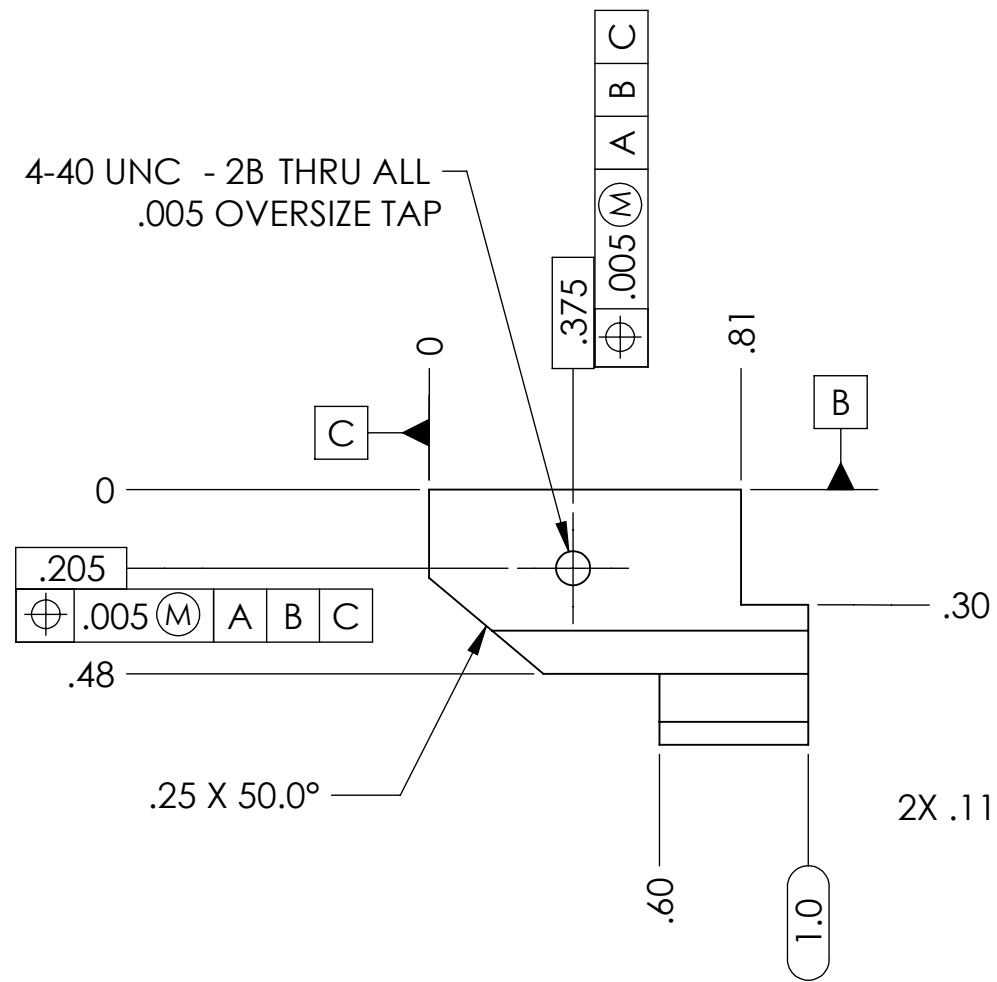 ⌖ .005 Ⓜ A B C
4-40 UNC - 2B THRU ALL
.005 OVERSIZE TAP
.375
0
.81
C
B
0
.205
⌖ .005 Ⓜ A B C
.30
.48
.25 X 50.0°
2X .11
.60
1.0